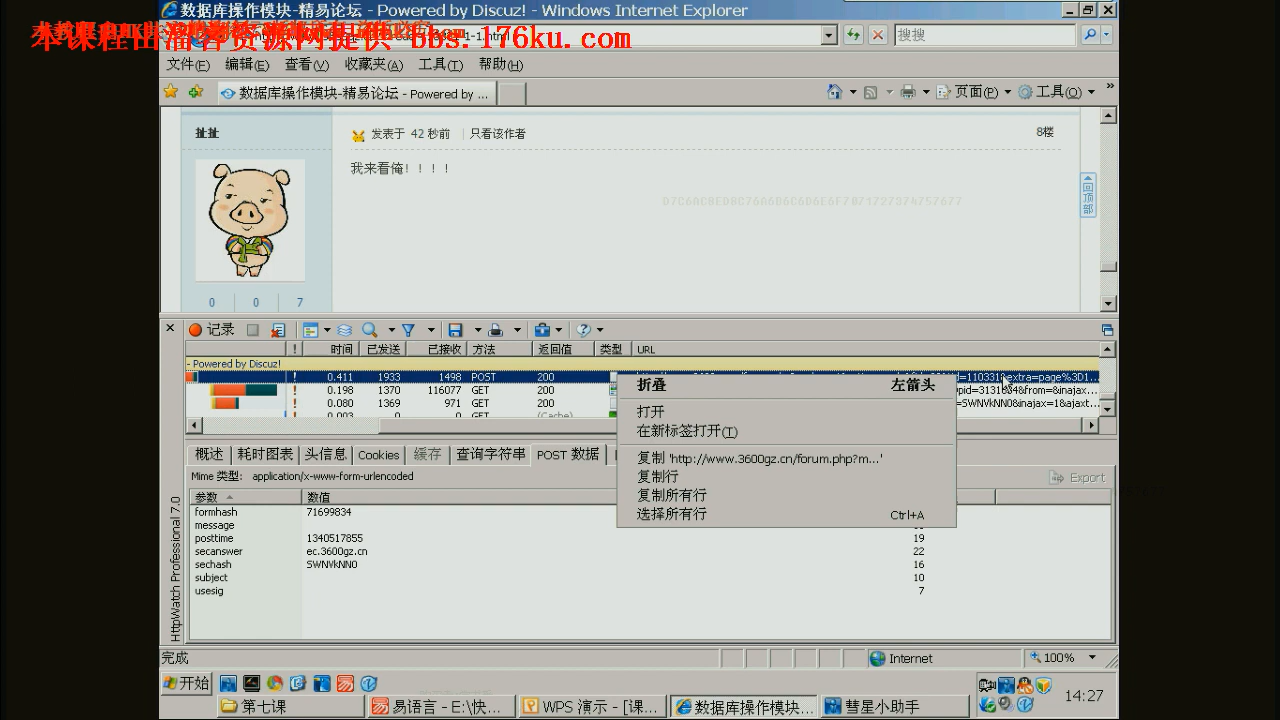 数据库操作模块-精易论坛 - Powered by Discuz! - Windows Internet Explorer
本课程由潘客资源网提供 bbs.176ku.com
搜搜
文件(F) 编辑(E) 查看(V) 收藏夹(A) 工具(T) 帮助(H)
数据库操作模块-精易论坛 - Powered by ...
页面(P) 工具(O)
扯扯
发表于 42 秒前 只看该作者
8楼
我来看俺！！！！
回顶部
0 0 7
记录
! 时间 已发送 已接收 方法 返回值 类型 URL
- Powered by Discuz!
! 0.411 1933 1498 POST 200 d=110331&extra=page%3D1...
! 0.198 1370 116077 GET 200
! 0.080 1369 971 GET 200 =SWNVkNN0&inajax=1&ajaxt...
0.003 0 0 GET (Cache)
折叠 左箭头
打开
在新标签打开(T)
复制 'http://www.3600gz.cn/forum.php?m...'
复制行
复制所有行
选择所有行 Ctrl+A
概述 耗时图表 头信息 Cookies 缓存 查询字符串 POST 数据
Mime 类型: application/x-www-form-urlencoded
Export
参数 数值
formhash 71699834
message
posttime 1340517855 19
secanswer ec.3600gz.cn 22
sechash SWNVkNN0 16
subject 10
usesig 7
HttpWatch Professional 7.0
完成
Internet
100%
开始
第七课
易语言 - E:\快...
WPS 演示 - [课...
数据库操作模块...
彗星小助手
14:27